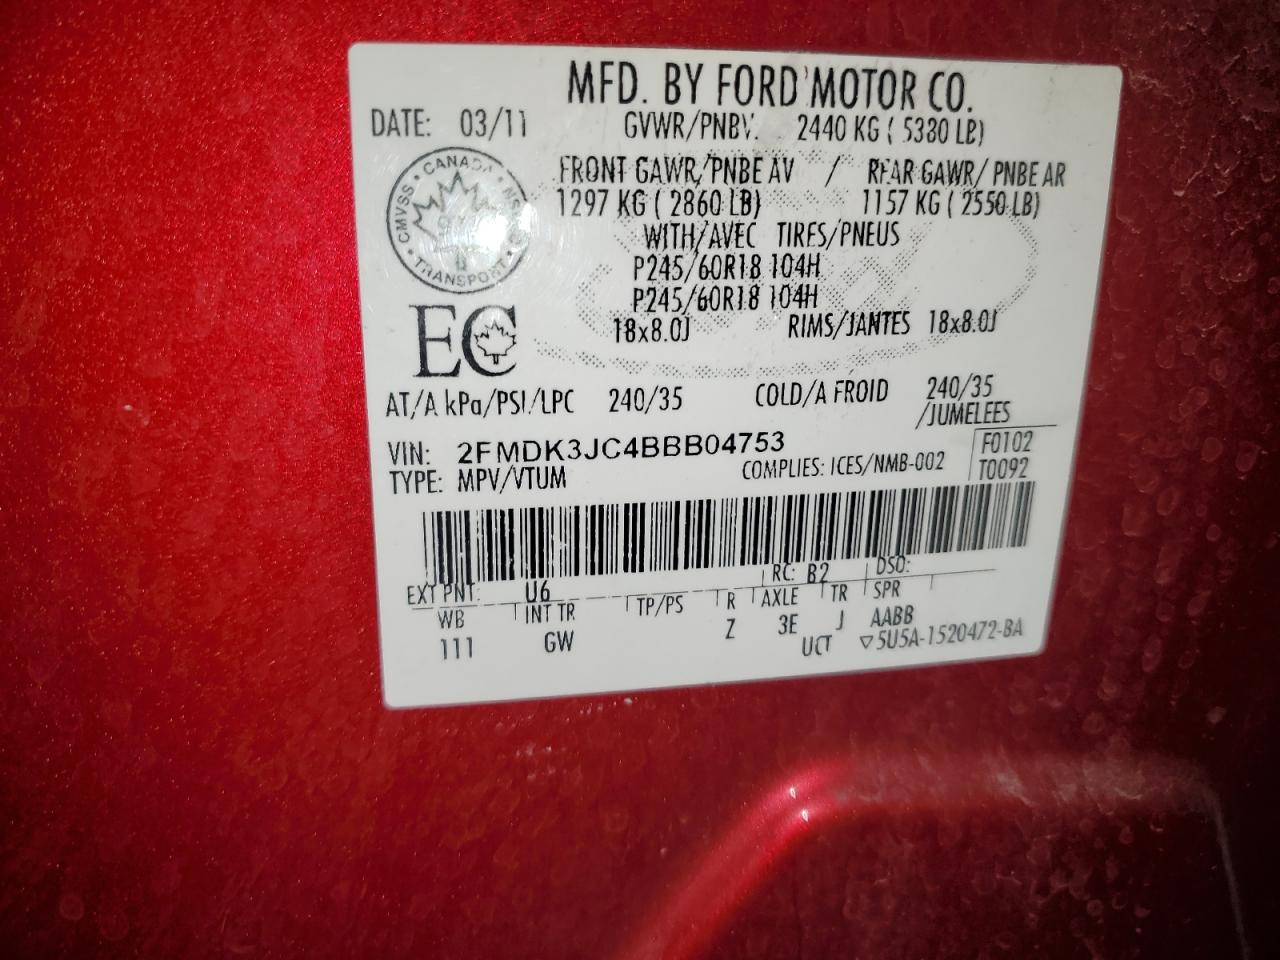 MFD. BY FORD MOTOR CO.
DATE: 03/11 GVWR/PNBV: 2440 KG ( 5380 LB)
FRONT GAWR/PNBE AV / REAR GAWR/ PNBE AR
1297 KG ( 2860 LB) 1157 KG ( 2550 LB)
WITH/AVEC TIRES/PNEUS
P245/60R18 104H
P245/60R18 104H
18x8.0J RIMS/JANTES 18x8.0J
CANADA
CMVSS
TRANSPORT
EC
AT/A kPa/PSI/LPC 240/35 COLD/A FROID 240/35
/JUMELEES
VIN: 2FMDK3JC4BBB04753 F0102
TYPE: MPV/VTUM COMPLIES: ICES/NMB-002 T0092
EXT PNT: U6 RC: B2 DSO:
WB INT TR TP/PS R AXLE TR SPR
111 GW Z 3E J AABB
UCT ▽5U5A-1520472-BA